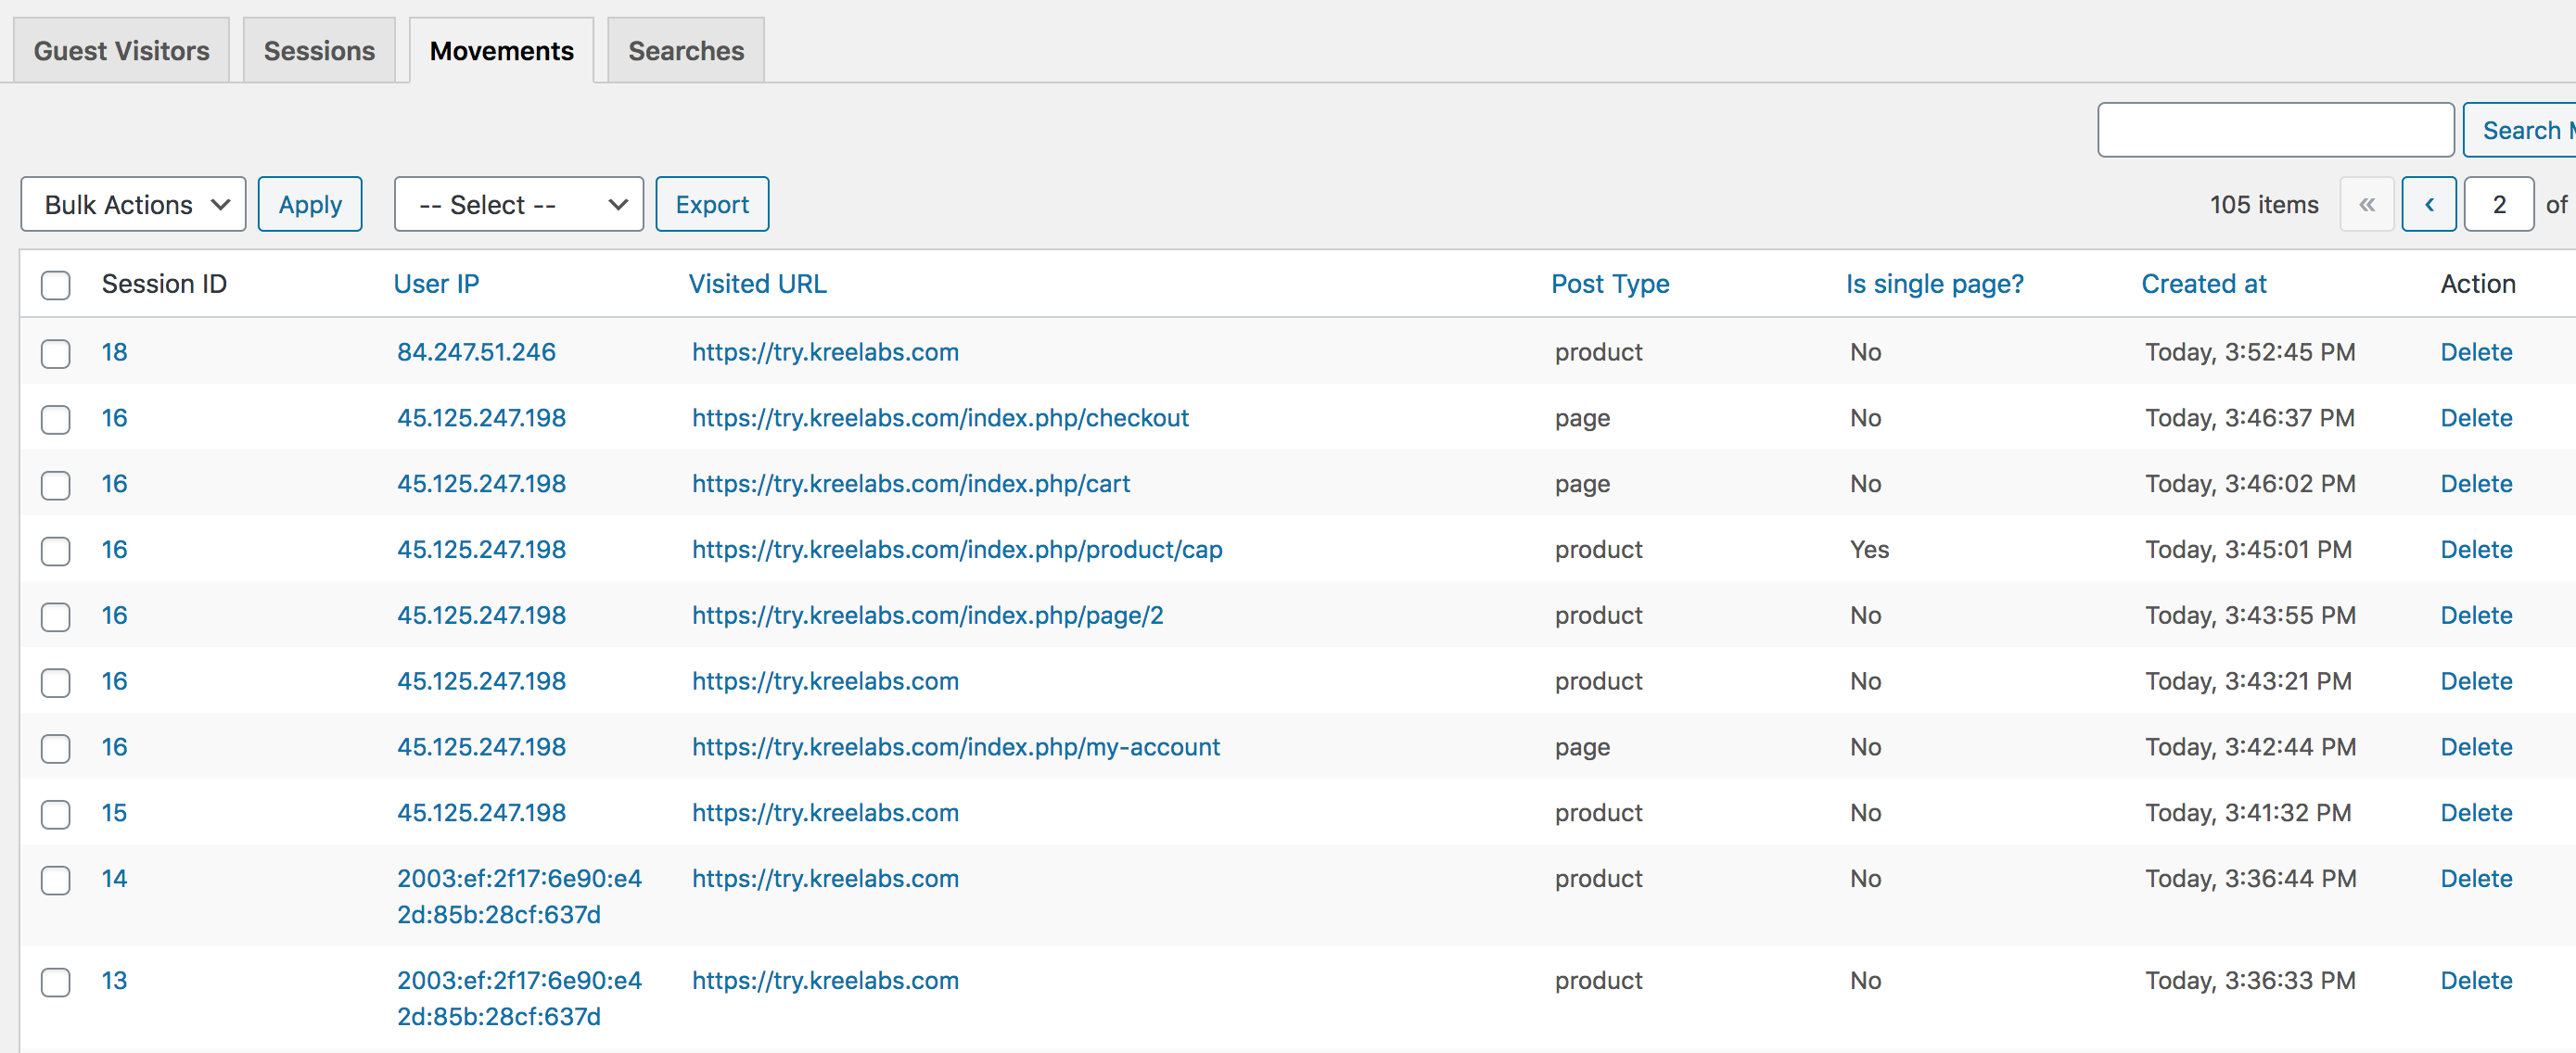 Guest Visitors Sessions Movements Searches
Search
Bulk Actions Apply -- Select -- Export 105 items « ‹ 2 of
Session ID User IP Visited URL Post Type Is single page? Created at Action
18 84.247.51.246 https://try.kreelabs.com product No Today, 3:52:45 PM Delete
16 45.125.247.198 https://try.kreelabs.com/index.php/checkout page No Today, 3:46:37 PM Delete
16 45.125.247.198 https://try.kreelabs.com/index.php/cart page No Today, 3:46:02 PM Delete
16 45.125.247.198 https://try.kreelabs.com/index.php/product/cap product Yes Today, 3:45:01 PM Delete
16 45.125.247.198 https://try.kreelabs.com/index.php/page/2 product No Today, 3:43:55 PM Delete
16 45.125.247.198 https://try.kreelabs.com product No Today, 3:43:21 PM Delete
16 45.125.247.198 https://try.kreelabs.com/index.php/my-account page No Today, 3:42:44 PM Delete
15 45.125.247.198 https://try.kreelabs.com product No Today, 3:41:32 PM Delete
14 2003:ef:2f17:6e90:e4 https://try.kreelabs.com product No Today, 3:36:44 PM Delete
2d:85b:28cf:637d
13 2003:ef:2f17:6e90:e4 https://try.kreelabs.com product No Today, 3:36:33 PM Delete
2d:85b:28cf:637d